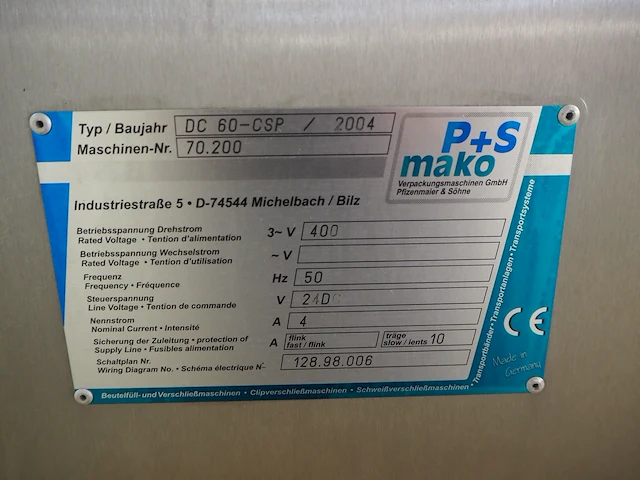 Typ / Baujahr DC 60-CSP / 2004
Maschinen-Nr. 70.200
P+S
mako
Verpackungsmaschinen GmbH
Pfizenmaier & Söhne
Industriestraße 5 • D-74544 Michelbach / Bilz
Betriebsspannung Drehstrom
Rated Voltage • Tention d'alimentation
3~ V 400
Betriebsspannung Wechselstrom
Rated Voltage • Tention d'utilisation
~ V
Frequenz
Frequency • Fréquence
Hz 50
Steuerspannung
Line Voltage • Tention de commande
V 24DC
Nennstrom
Nominal Current • Intensité
A 4
Sicherung der Zuleitung • protection of
Supply Line • Fusibles alimentation
A flink
fast / flink
träge
slow / lents 10
Schaltplan Nr.
Wiring Diagram No. • Schéma électrique N°
128.98.006
CE
Made in
Germany
Beutelfüll- und Verschließmaschinen • Clipverschließmaschinen • Schweißverschließmaschinen • Transportbänder • Transportanlagen • Transportsysteme